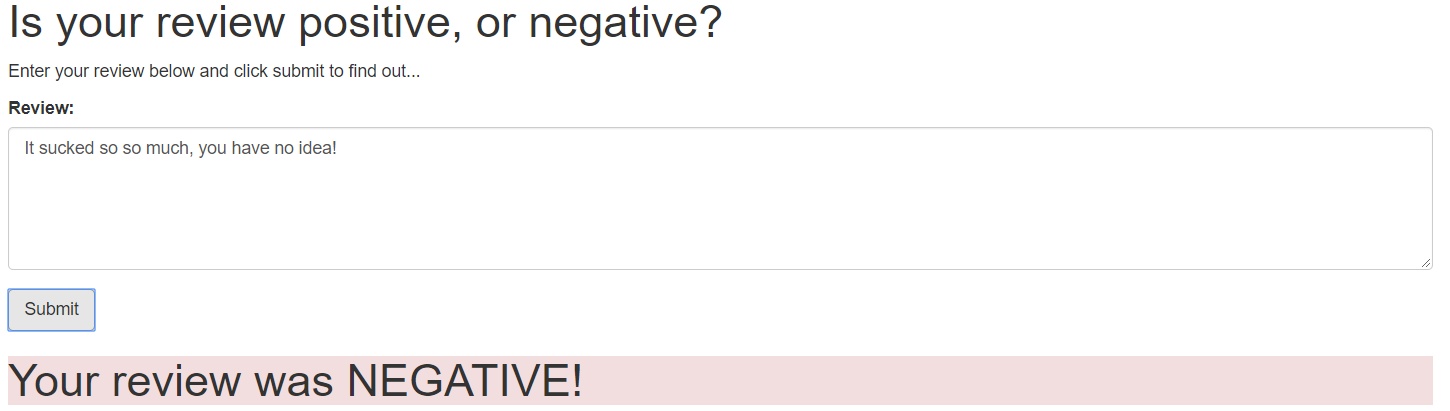 Is your review positive, or negative?
Enter your review below and click submit to find out...
Review:
It sucked so so much, you have no idea!
Submit
Your review was NEGATIVE!